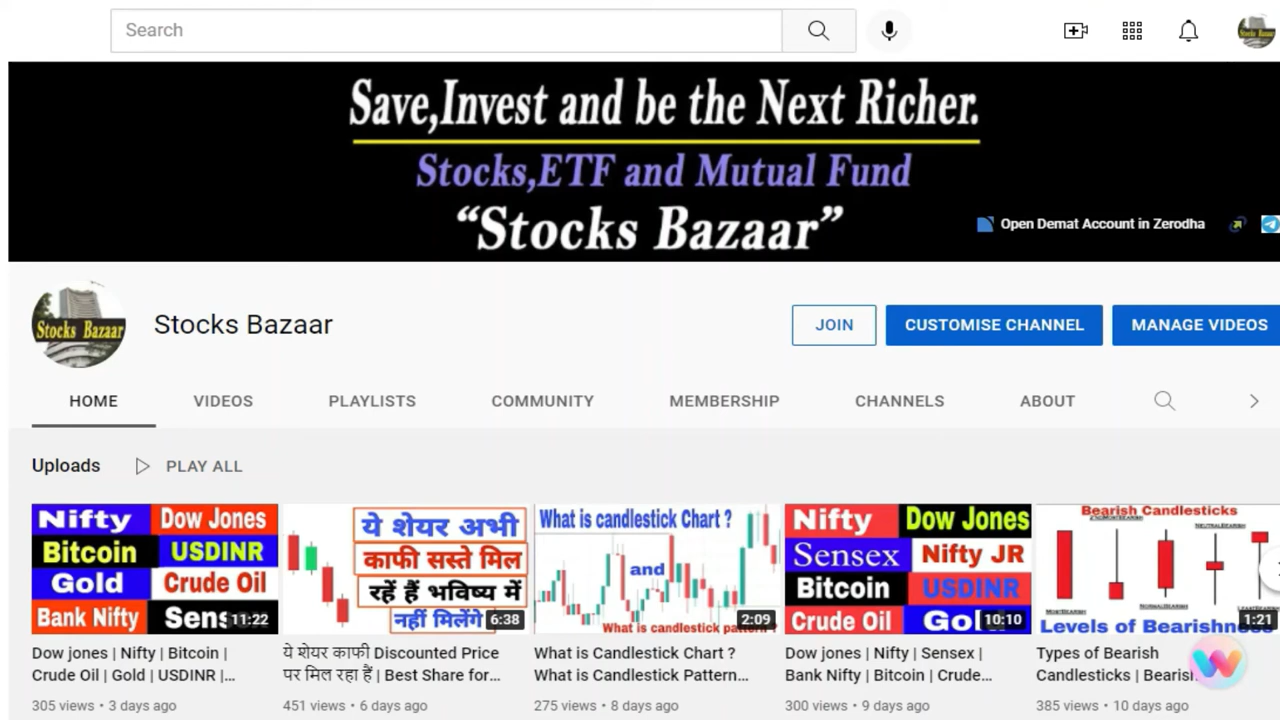 Search
Save,Invest and be the Next Richer.
Stocks,ETF and Mutual Fund
“Stocks Bazaar”
Open Demat Account in Zerodha
Stocks Bazaar
Stocks Bazaar
JOIN
CUSTOMISE CHANNEL
MANAGE VIDEOS
HOME
VIDEOS
PLAYLISTS
COMMUNITY
MEMBERSHIP
CHANNELS
ABOUT
Uploads
PLAY ALL
Nifty
Dow Jones
Bitcoin
USDINR
Gold
Crude Oil
Bank Nifty
Sens
11:22
Dow jones | Nifty | Bitcoin |
Crude Oil | Gold | USDINR |...
305 views • 3 days ago
ये शेयर अभी
काफी सस्ते मिल
रहें हैं भविष्य में
नहीं मिलेंगे
6:38
ये शेयर काफी Discounted Price
पर मिल रहा हैं | Best Share for...
451 views • 6 days ago
What is candlestick Chart ?
and
What is candlestick
2:09
What is Candlestick Chart ?
What is Candlestick Pattern...
275 views • 8 days ago
Nifty
Dow Jones
Sensex
Nifty JR
Bitcoin
USDINR
Crude Oil
Gol
10:10
Dow jones | Nifty | Sensex |
Bank Nifty | Bitcoin | Crude...
300 views • 9 days ago
Bearish Candlesticks
Levels of Bearishness
1:21
Types of Bearish
Candlesticks |
385 views • 10 days ago